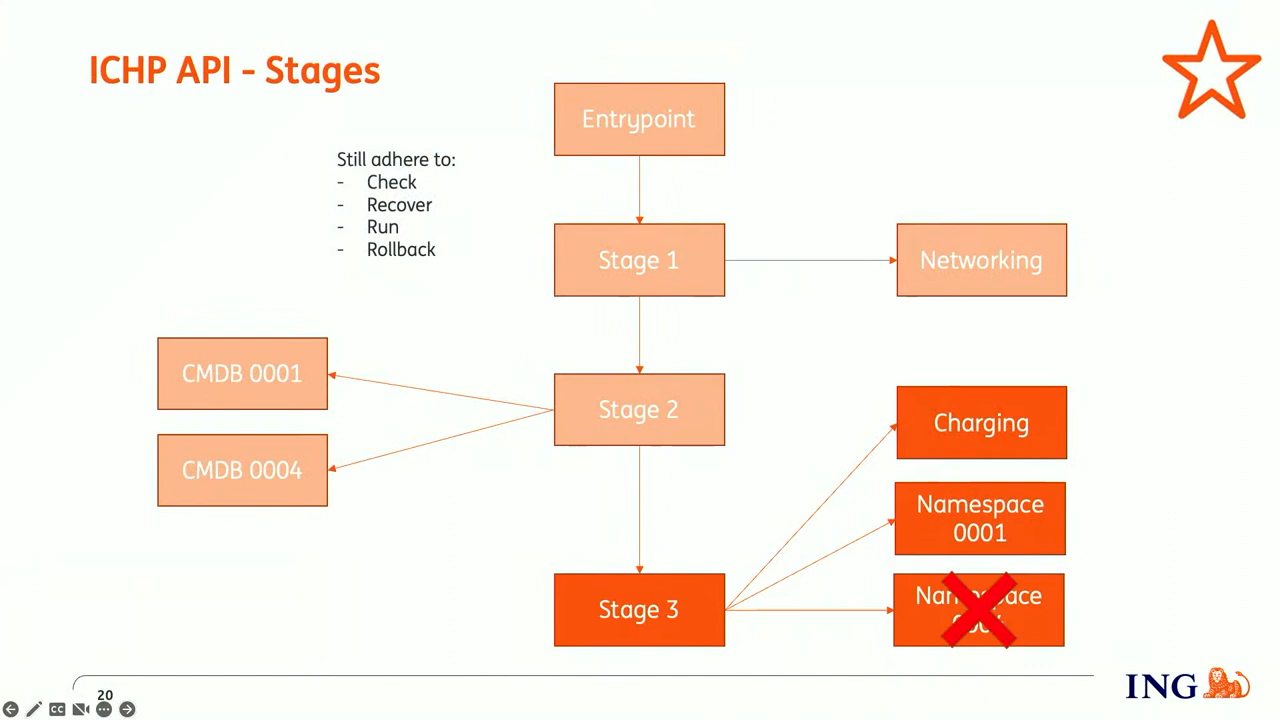 ICHP API - Stages
Entrypoint
Still adhere to:
- Check
- Recover
- Run
- Rollback
Stage 1
Networking
CMDB 0001
Stage 2
Charging
CMDB 0004
Namespace
0001
Stage 3
20
CC
ING